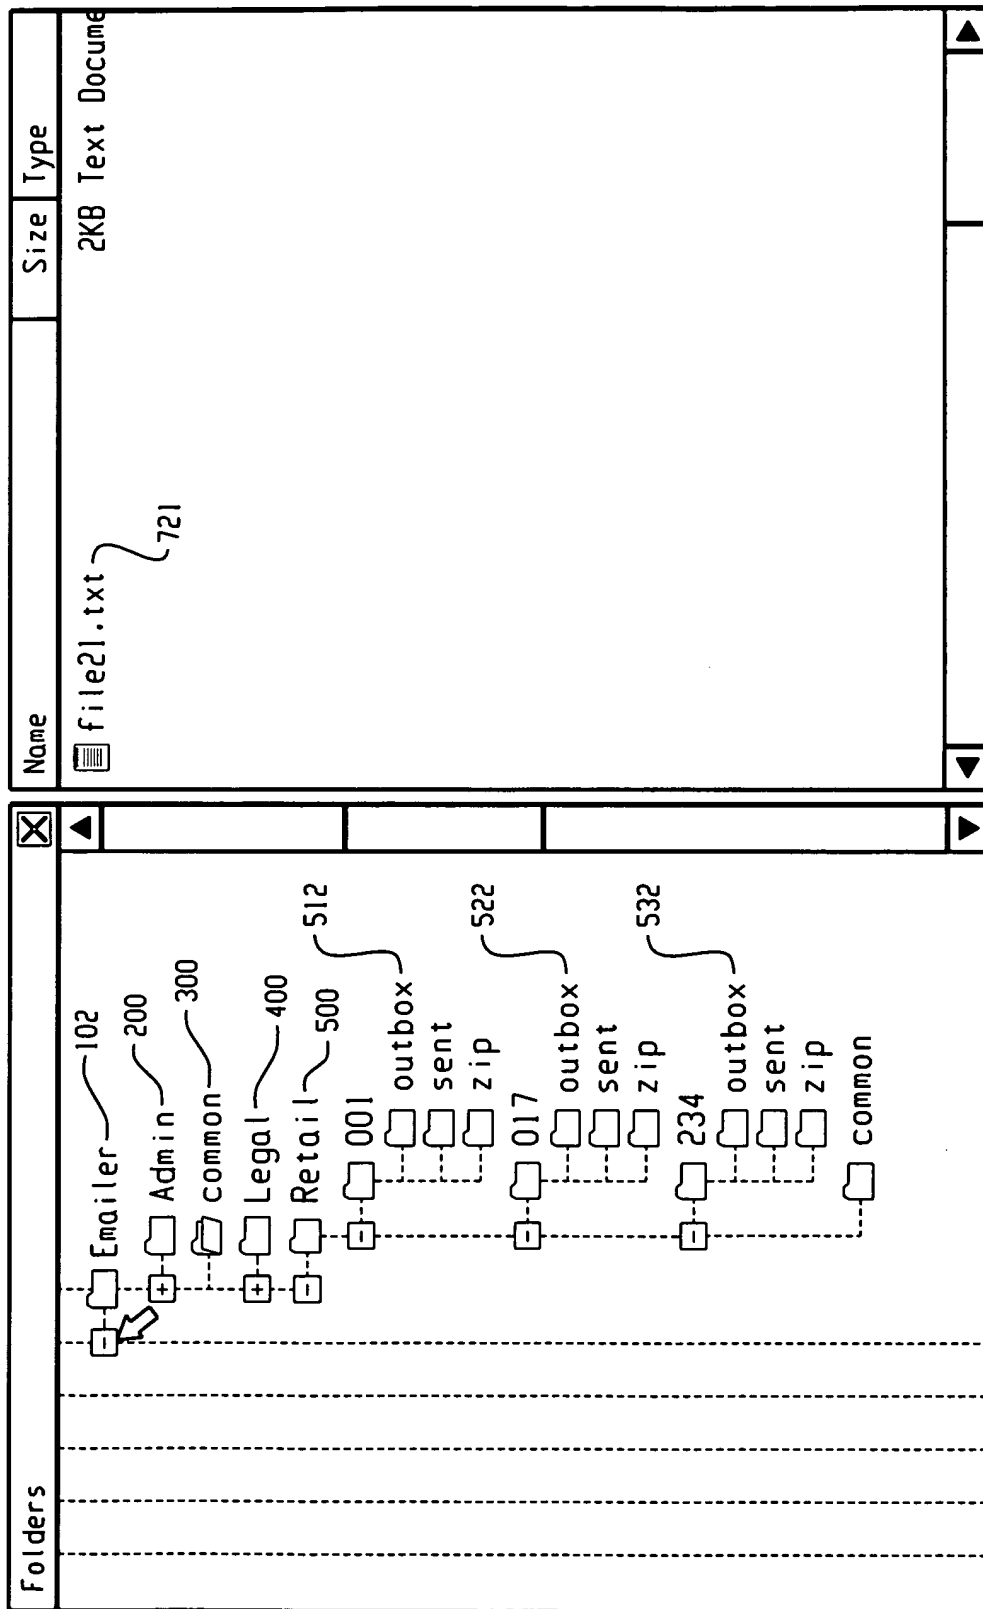 Folders
Emailer 102
Admin 200
common 300
Legal 400
Retail 500
001
outbox 512
sent
zip
017
outbox 522
sent
zip
234
outbox 532
sent
zip
common
Name Size Type
file21.txt 2KB Text Docume
721